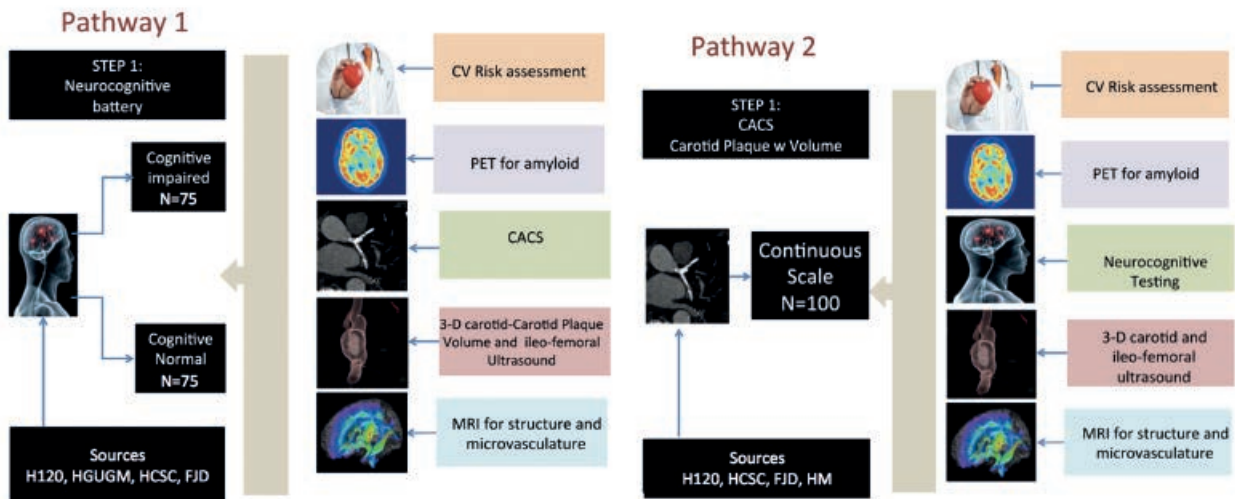 Pathway 1
STEP 1:
Neurocognitive
battery
Cognitive
impaired
N=75
Cognitive
Normal
N=75
Sources
H120, HGUGM, HCSC, FJD
CV Risk assessment
PET for amyloid
CACS
3-D carotid-Carotid Plaque
Volume and ileo-femoral
Ultrasound
MRI for structure and
microvasculature
Pathway 2
STEP 1:
CACS
Carotid Plaque w Volume
Continuous
Scale
N=100
Sources
H120, HCSC, FJD, HM
CV Risk assessment
PET for amyloid
Neurocognitive
Testing
3-D carotid and
ileo-femoral
ultrasound
MRI for structure and
microvasculature